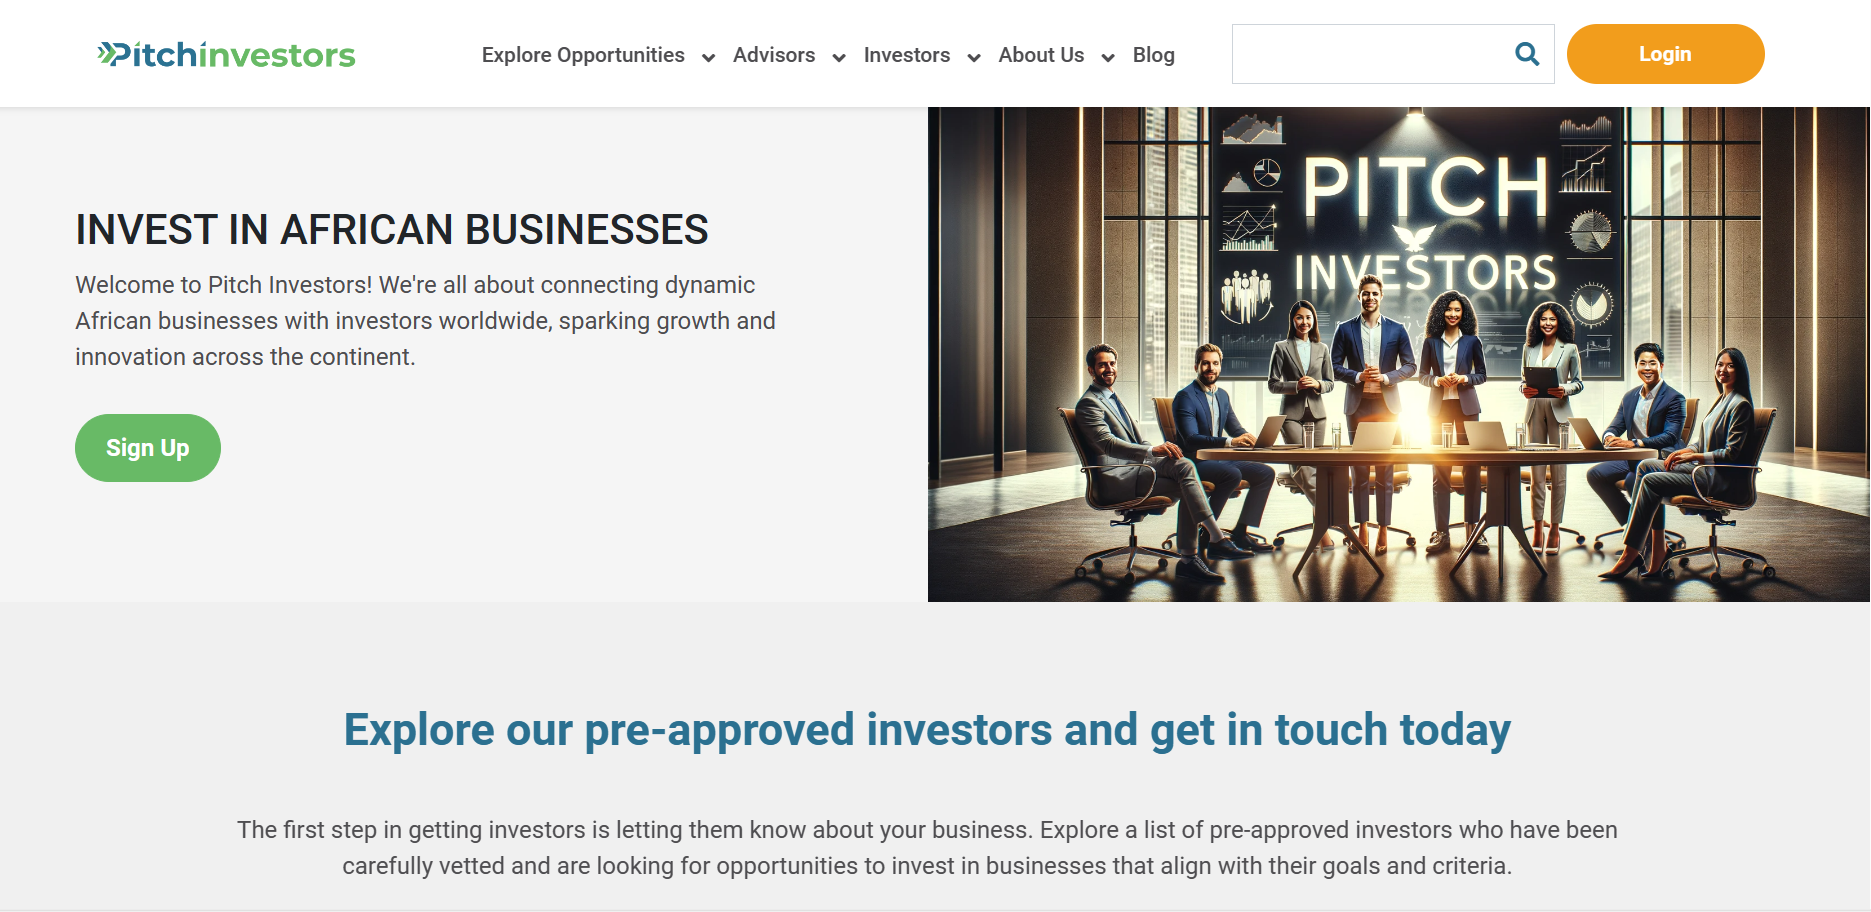 Pitchinvestors
Explore Opportunities
Advisors
Investors
About Us
Blog
Login
INVEST IN AFRICAN BUSINESSES
Welcome to Pitch Investors! We're all about connecting dynamic
African businesses with investors worldwide, sparking growth and
innovation across the continent.
Sign Up
PITCH
INVESTORS
Explore our pre-approved investors and get in touch today
The first step in getting investors is letting them know about your business. Explore a list of pre-approved investors who have been
carefully vetted and are looking for opportunities to invest in businesses that align with their goals and criteria.